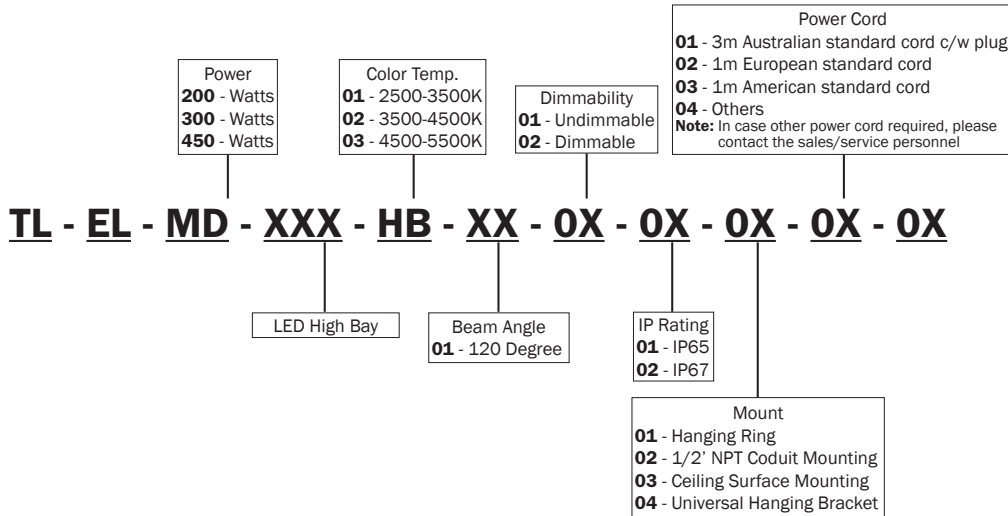 Power
200 - Watts
300 - Watts
450 - Watts
Color Temp.
01 - 2500-3500K
02 - 3500-4500K
03 - 4500-5500K
Dimmability
01 - Undimmable
02 - Dimmable
Power Cord
01 - 3m Australian standard cord c/w plug
02 - 1m European standard cord
03 - 1m American standard cord
04 - Others
Note: In case other power cord required, please
contact the sales/service personnel
TL - EL - MD - XXX - HB - XX - 0X - 0X - 0X - 0X - 0X
LED High Bay
Beam Angle
01 - 120 Degree
IP Rating
01 - IP65
02 - IP67
Mount
01 - Hanging Ring
02 - 1/2' NPT Coduit Mounting
03 - Ceiling Surface Mounting
04 - Universal Hanging Bracket